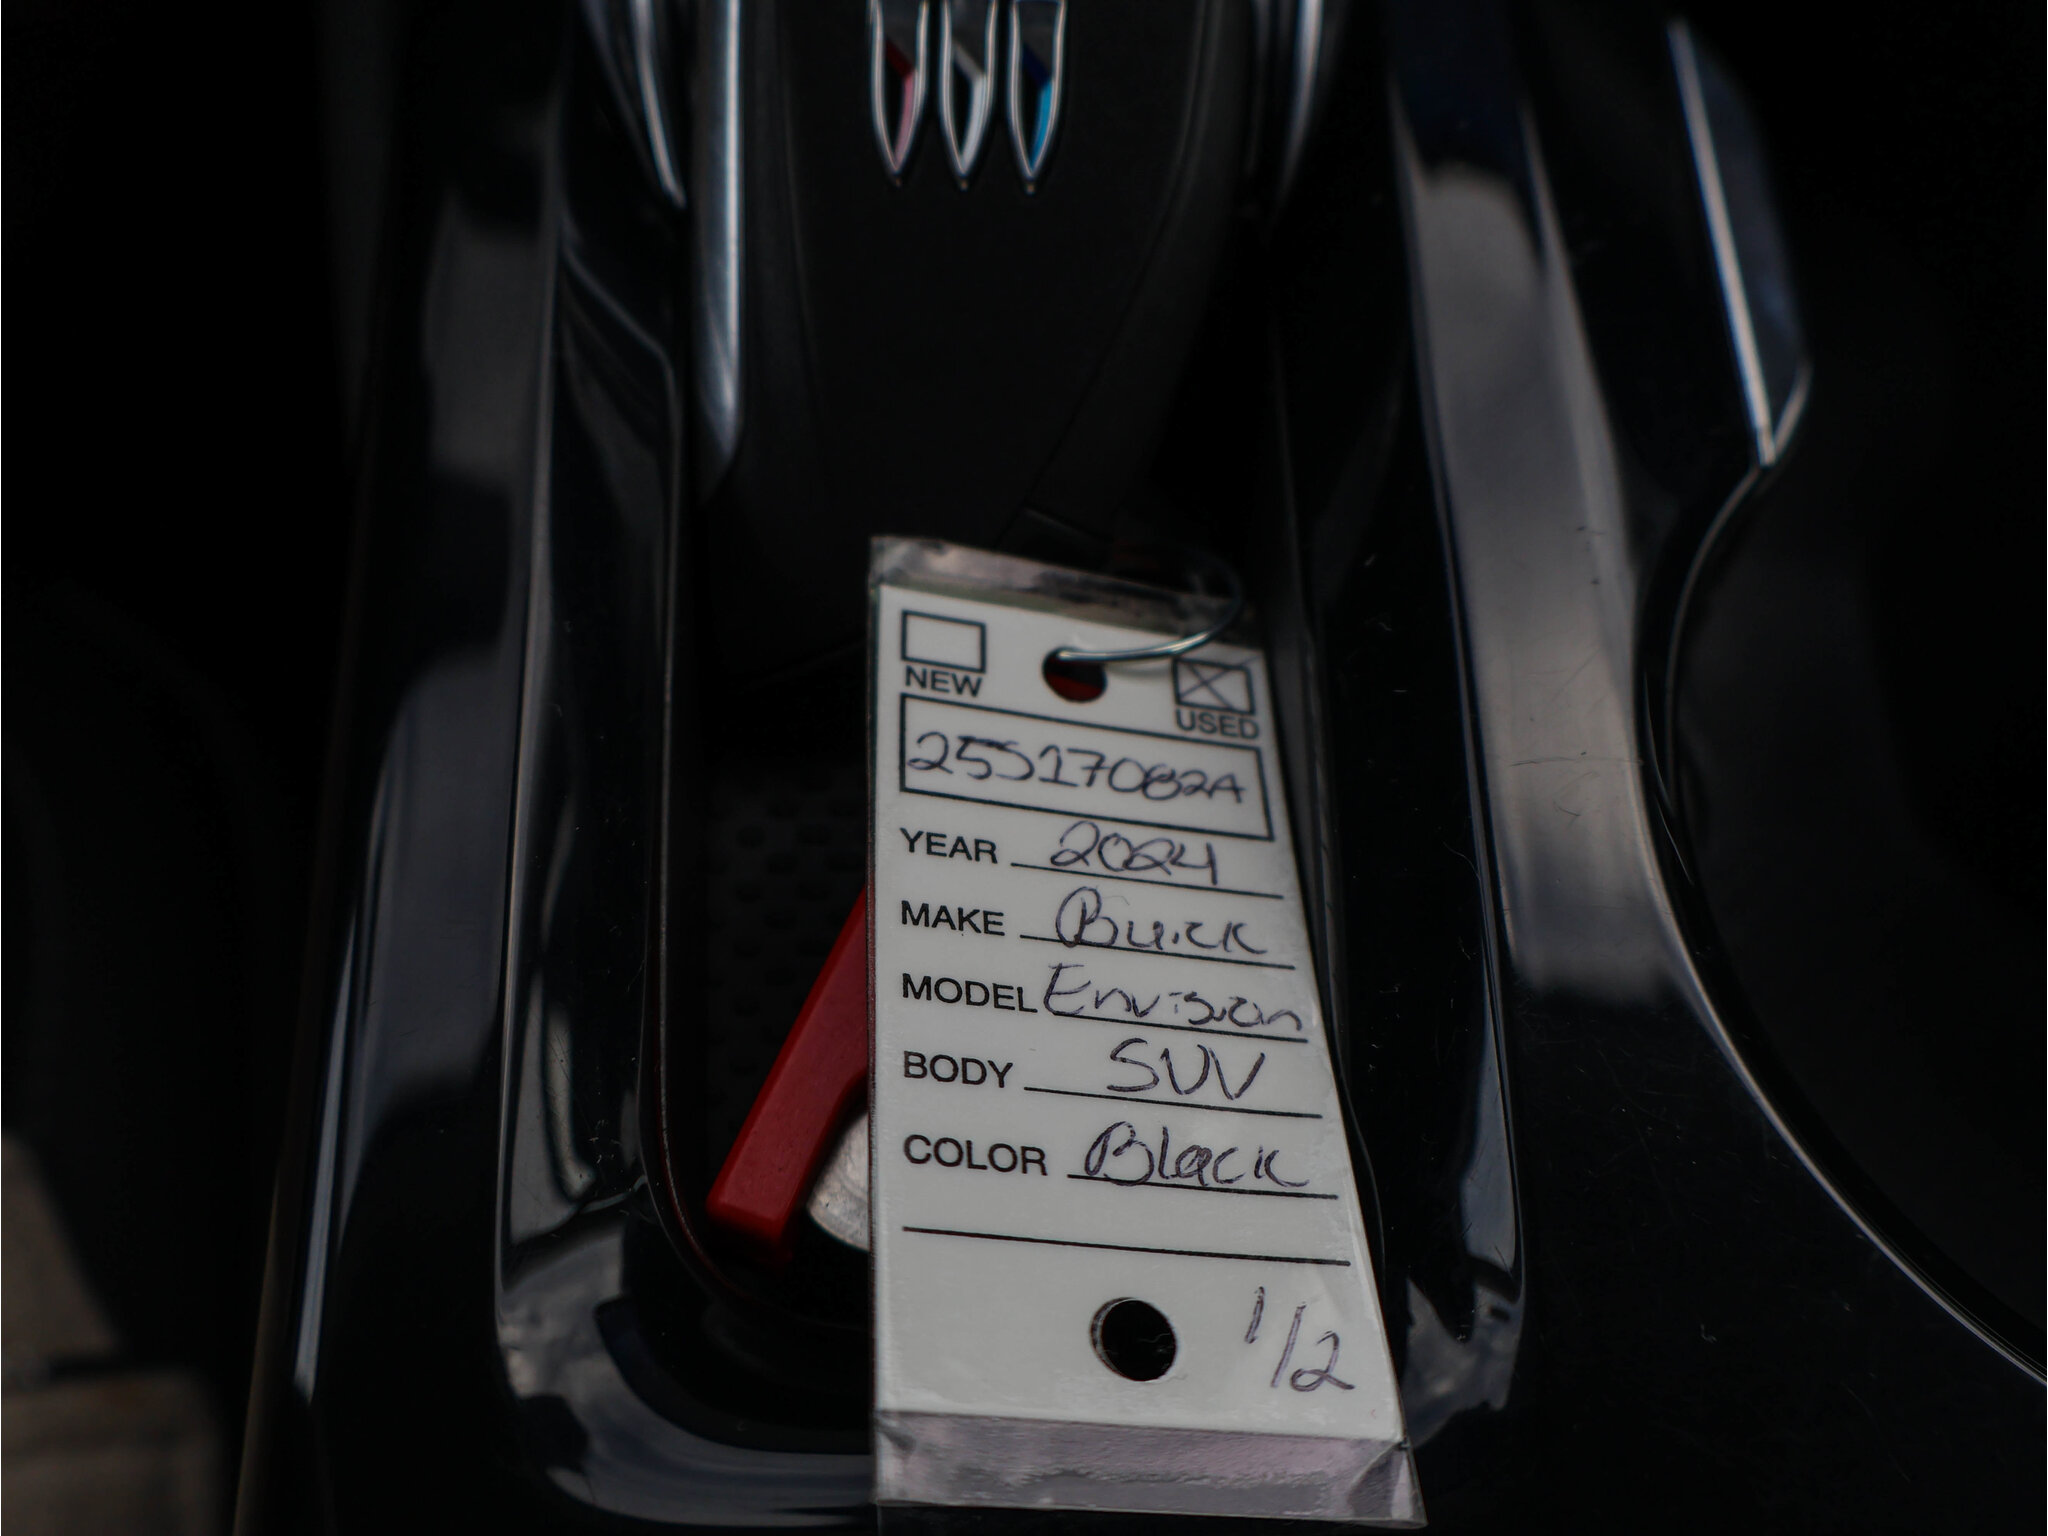 NEW USED
25S17082A
YEAR 2024
MAKE Buick
MODEL Envision
BODY SUV
COLOR Black
1/2